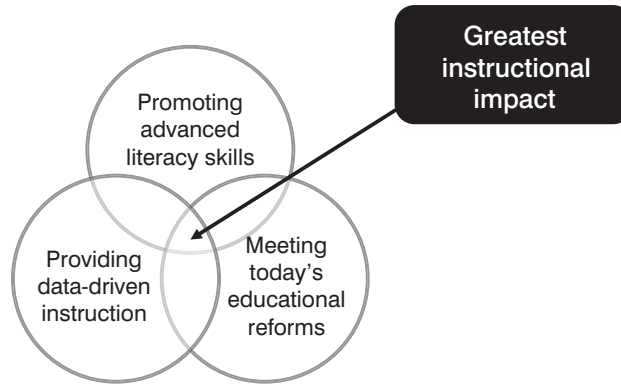 Greatest
instructional
impact
Promoting
advanced
literacy skills
Providing
data-driven
instruction
Meeting
today's
educational
reforms